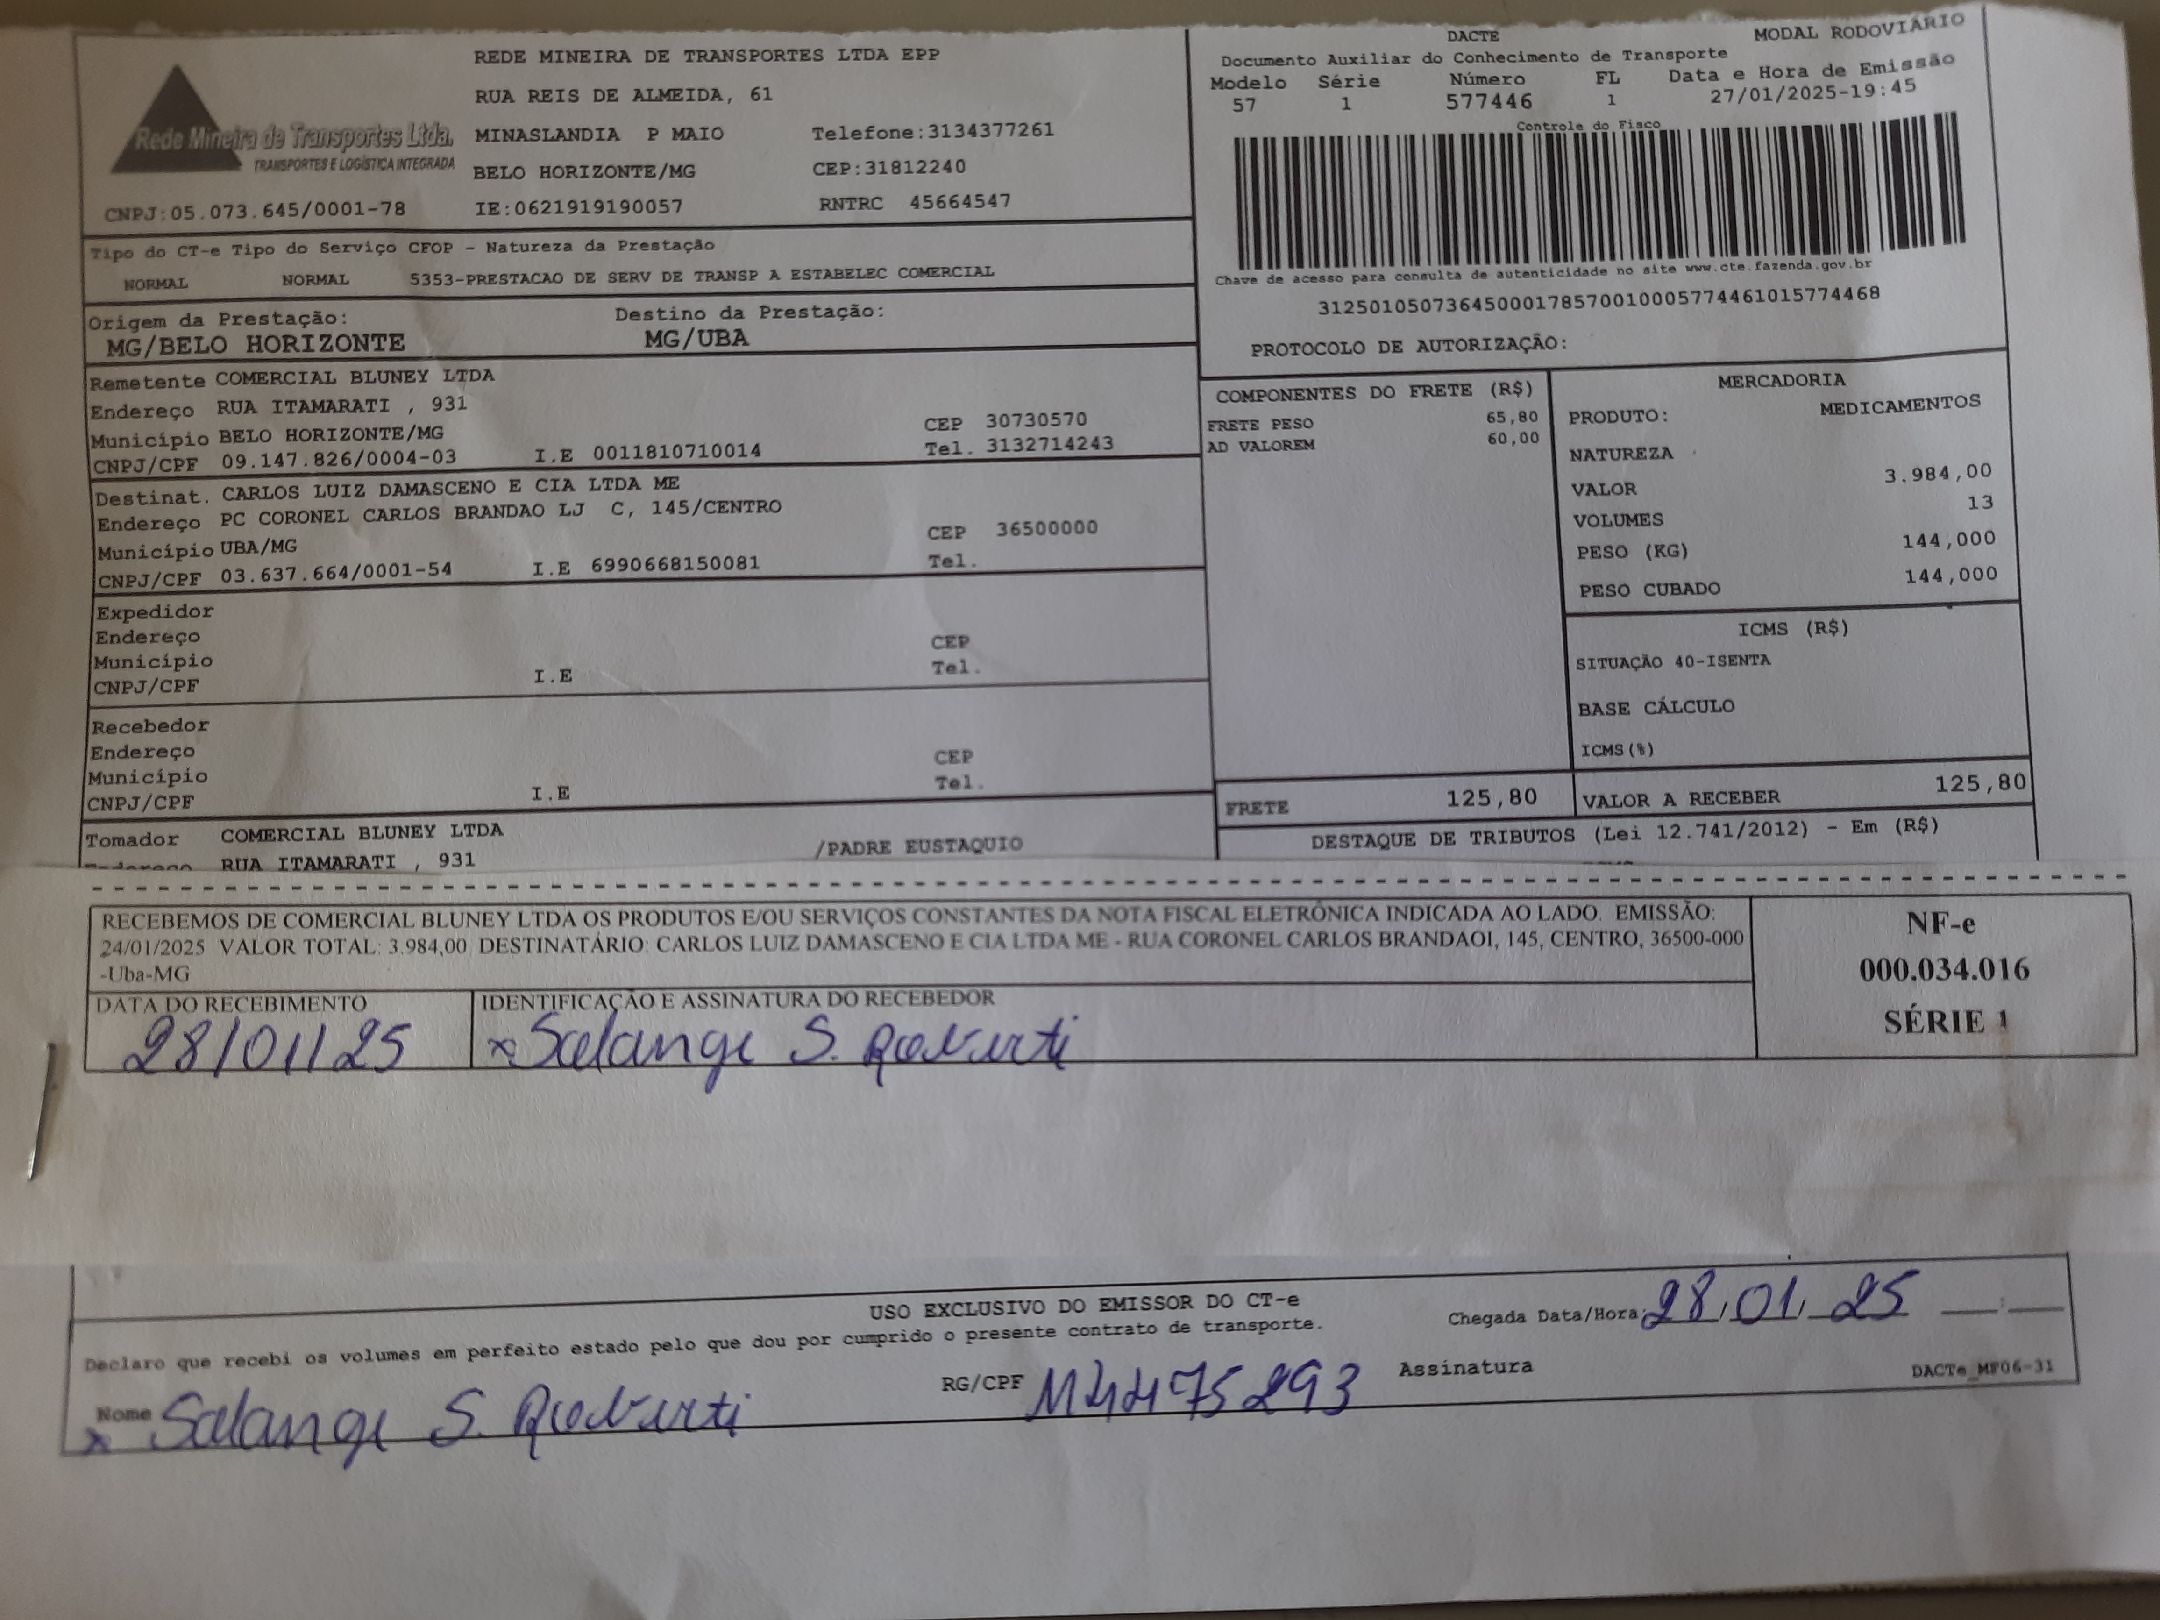 REDE MINEIRA DE TRANSPORTES LTDA EPP
RUA REIS DE ALMEIDA, 61
Rede Mineira de Transportes Ltda.
TRANSPORTES E LOGÍSTICA INTEGRADA
MINASLANDIA P MAIO Telefone:3134377261
BELO HORIZONTE/MG CEP:31812240
CNPJ:05.073.645/0001-78 IE:0621919190057 RNTRC 45664547
DACTE MODAL RODOVIÁRIO
Documento Auxiliar do Conhecimento de Transporte
Modelo Série Número FL Data e Hora de Emissão
57 1 577446 1 27/01/2025-19:45
Controle do Fisco
Chave de acesso para consulta de autenticidade no site www.cte.fazenda.gov.br
31250105073645000178570010005774461015774468
PROTOCOLO DE AUTORIZAÇÃO:
Tipo do CT-e Tipo do Serviço CFOP - Natureza da Prestação
NORMAL NORMAL 5353-PRESTACAO DE SERV DE TRANSP A ESTABELEC COMERCIAL
Origem da Prestação: Destino da Prestação:
MG/BELO HORIZONTE MG/UBA
Remetente COMERCIAL BLUNEY LTDA
Endereço RUA ITAMARATI , 931
Município BELO HORIZONTE/MG CEP 30730570
CNPJ/CPF 09.147.826/0004-03 I.E 0011810710014 Tel. 3132714243
Destinat. CARLOS LUIZ DAMASCENO E CIA LTDA ME
Endereço PC CORONEL CARLOS BRANDAO LJ C, 145/CENTRO
Município UBA/MG CEP 36500000
CNPJ/CPF 03.637.664/0001-54 I.E 6990668150081 Tel.
Expedidor
Endereço
Município CEP
CNPJ/CPF I.E Tel.
Recebedor
Endereço
Município CEP
CNPJ/CPF I.E Tel.
Tomador COMERCIAL BLUNEY LTDA
RUA ITAMARATI , 931 /PADRE EUSTAQUIO
COMPONENTES DO FRETE (R$)
FRETE PESO 65,80
AD VALOREM 60,00
MERCADORIA
PRODUTO: MEDICAMENTOS
NATUREZA
VALOR 3.984,00
VOLUMES 13
PESO (KG) 144,000
PESO CUBADO 144,000
ICMS (R$)
SITUAÇÃO 40-ISENTA
BASE CÁLCULO
ICMS(%)
FRETE 125,80 VALOR A RECEBER 125,80
DESTAQUE DE TRIBUTOS (Lei 12.741/2012) - Em (R$)
RECEBEMOS DE COMERCIAL BLUNEY LTDA OS PRODUTOS E/OU SERVIÇOS CONSTANTES DA NOTA FISCAL ELETRÔNICA INDICADA AO LADO. EMISSÃO:
24/01/2025 VALOR TOTAL: 3.984,00 DESTINATÁRIO: CARLOS LUIZ DAMASCENO E CIA LTDA ME - RUA CORONEL CARLOS BRANDAOI, 145, CENTRO, 36500-000
-Uba-MG
NF-e
000.034.016
SÉRIE 1
DATA DO RECEBIMENTO IDENTIFICAÇÃO E ASSINATURA DO RECEBEDOR
28/01/25 x Solange S.
USO EXCLUSIVO DO EMISSOR DO CT-e
Chegada Data/Hora: 28/01/25
Declaro que recebi os volumes em perfeito estado pelo que dou por cumprido o presente contrato de transporte.
Nome x Solange S. RG/CPF M4475293 Assinatura
DACTe_MF06-31